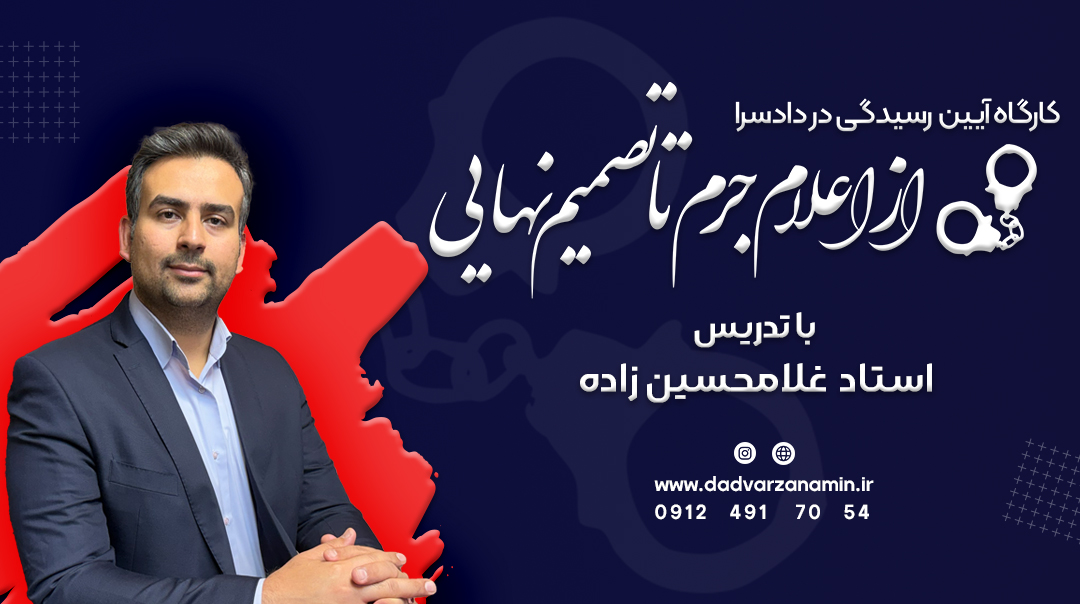 کارگاه آیین رسیدگی در دادسرا
از اعلام جرم تا تصمیم نهایی
با تدریس
استاد غلامحسین زاده
www.dadvarzanamin.ir
0912 491 70 54